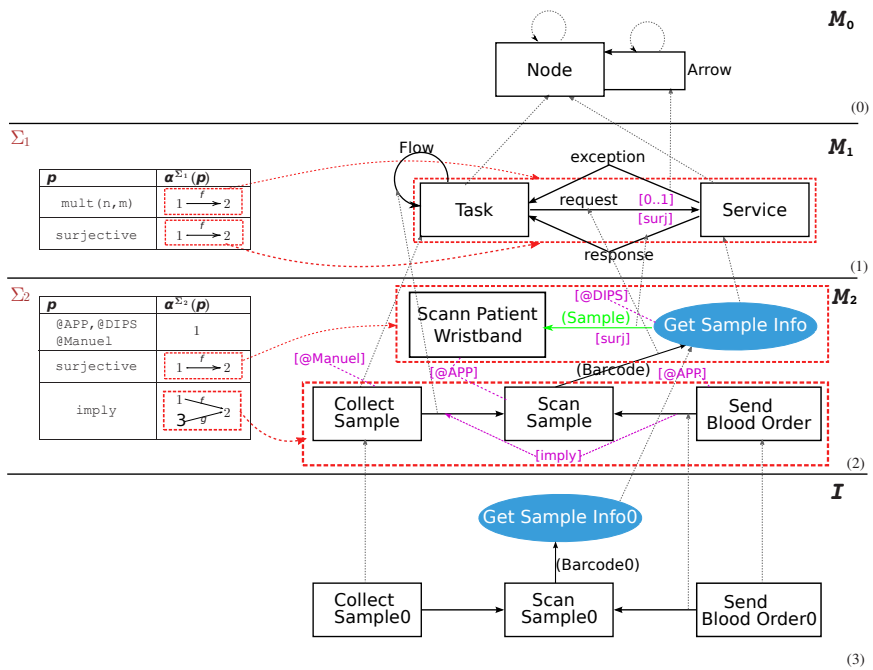 M₀
Node
Arrow
(0)
Σ₁
M₁
Flow
exception
p α^Σ₁(p)
mult(n,m) 1 f 2
surjective 1 f 2
Task
request
[0..1]
[surj]
Service
response
(1)
Σ₂
M₂
p α^Σ₂(p)
@APP,@DIPS
@Manuel
1
surjective 1 f 2
imply 1 f 2 3 g
[@DIPS]
Scann Patient
Wristband
(Sample)
[surj]
Get Sample Info
[@Manuel]
[@APP]
(Barcode)
[@APP]
Collect
Sample
Scan
Sample
Send
Blood Order
[imply]
(2)
I
Get Sample Info0
(Barcode0)
Collect
Sample0
Scan
Sample0
Send
Blood Order0
(3)